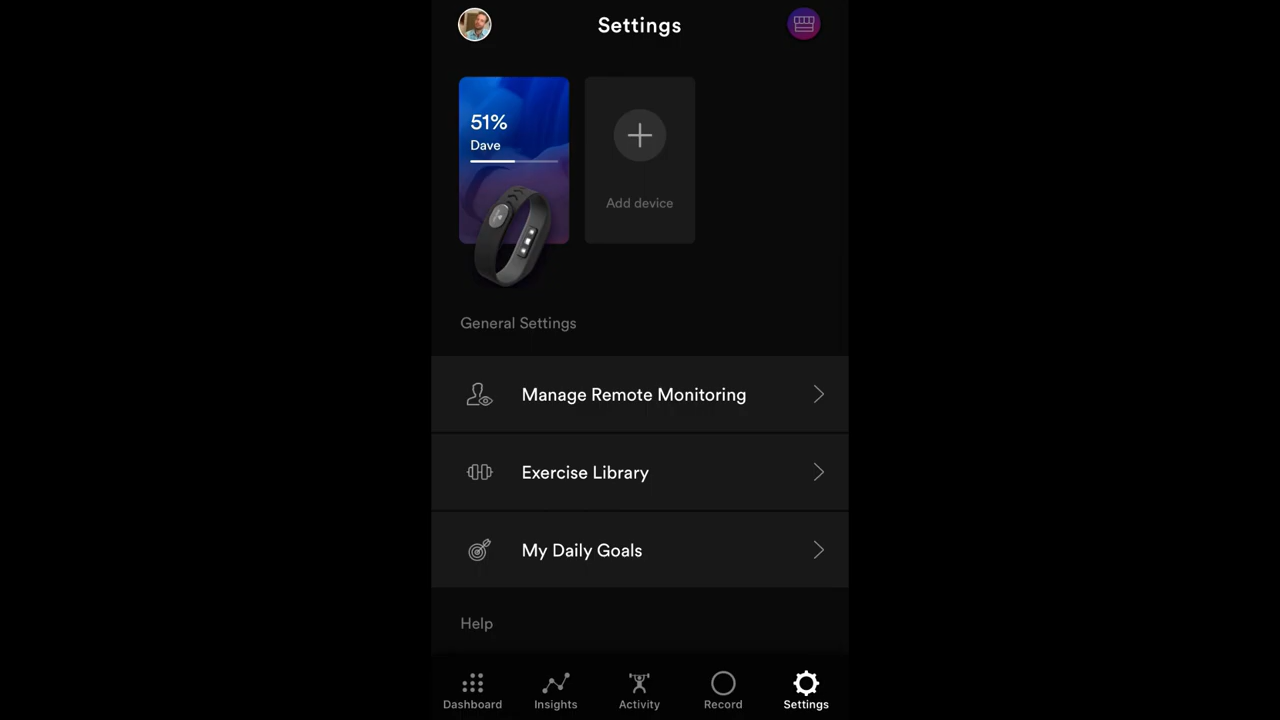 Settings
51%
Dave
Add device
General Settings
Manage Remote Monitoring
Exercise Library
My Daily Goals
Help
Dashboard
Insights
Activity
Record
Settings